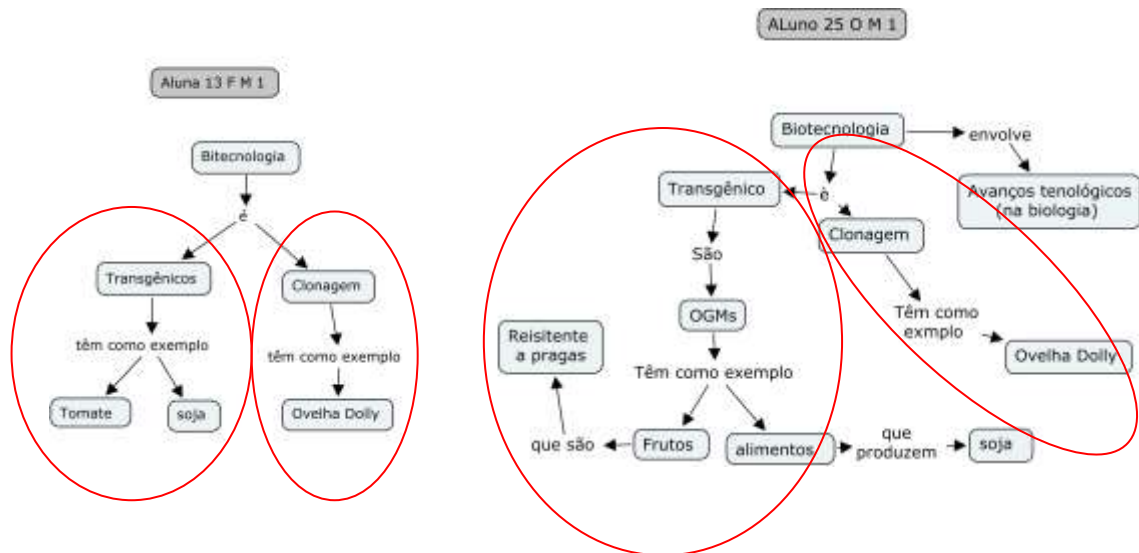 Aluna 13 F M 1
Bitecnologia
é
Transgênicos
Clonagem
têm como exemplo
têm como exemplo
Tomate
soja
Ovelha Dolly
ALuno 25 O M 1
Biotecnologia
envolve
Avanços tenológicos
(na biologia)
Transgênico
é
Clonagem
São
OGMs
Têm como
exmplo
Ovelha Dolly
Reisitente
a pragas
Têm como exemplo
que são
Frutos
alimentos
que
produzem
soja